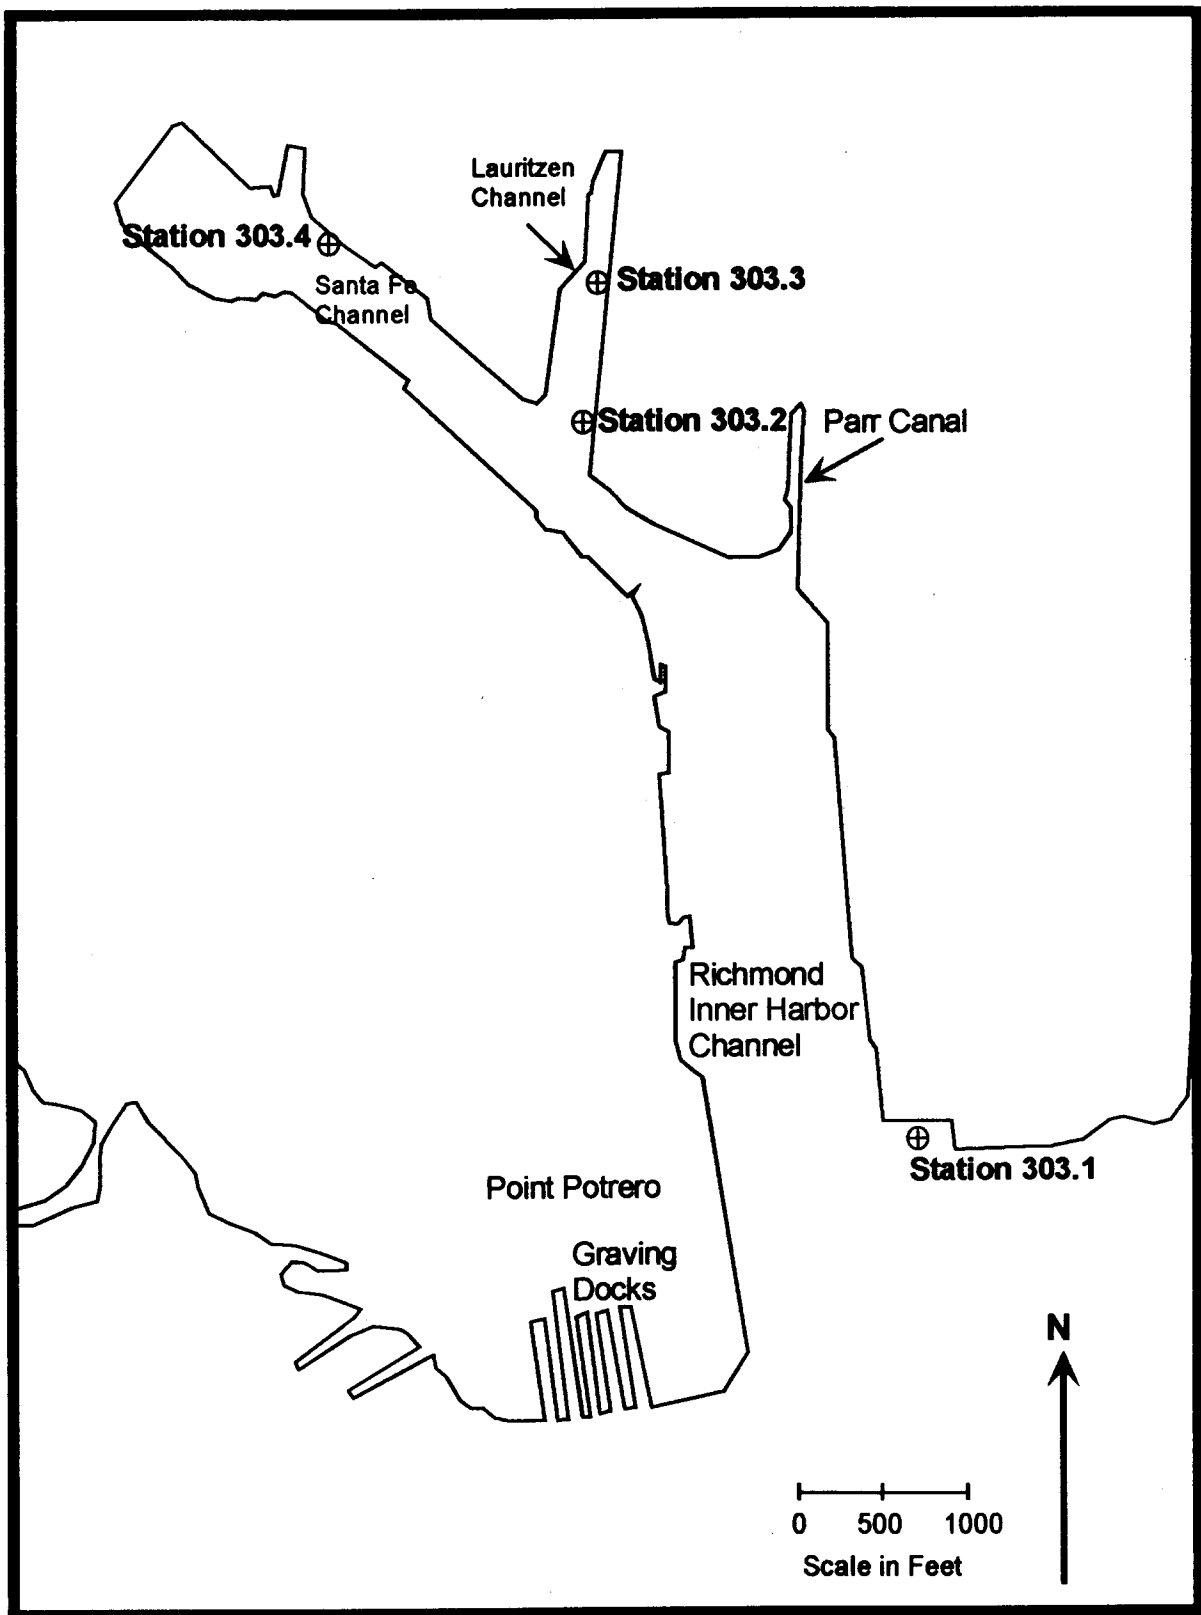 Lauritzen
Channel
Station 303.4
Santa Fe
Channel
Station 303.3
Station 303.2
Parr Canal
Richmond
Inner Harbor
Channel
Station 303.1
Point Potrero
Graving
Docks
N
0 500 1000
Scale in Feet